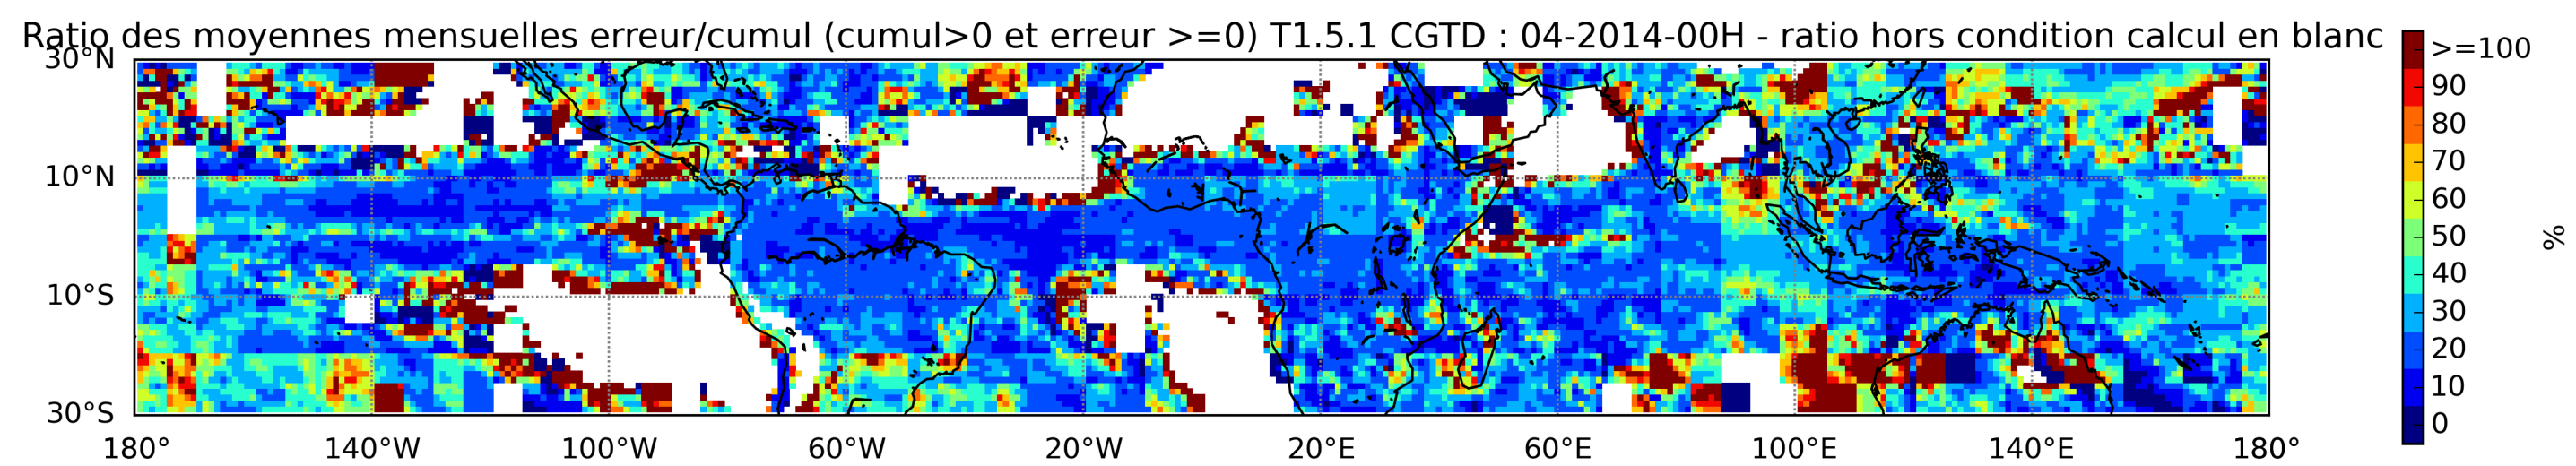 Ratio des moyennes mensuelles erreur/cumul (cumul>0 et erreur >=0) T1.5.1 CGTD : 04-2014-00H - ratio hors condition calcul en blanc
30°N
10°N
10°S
30°S
180° 140°W 100°W 60°W 20°W 20°E 60°E 100°E 140°E 180°
>=100
90
80
70
60
50
40
30
20
10
0
%